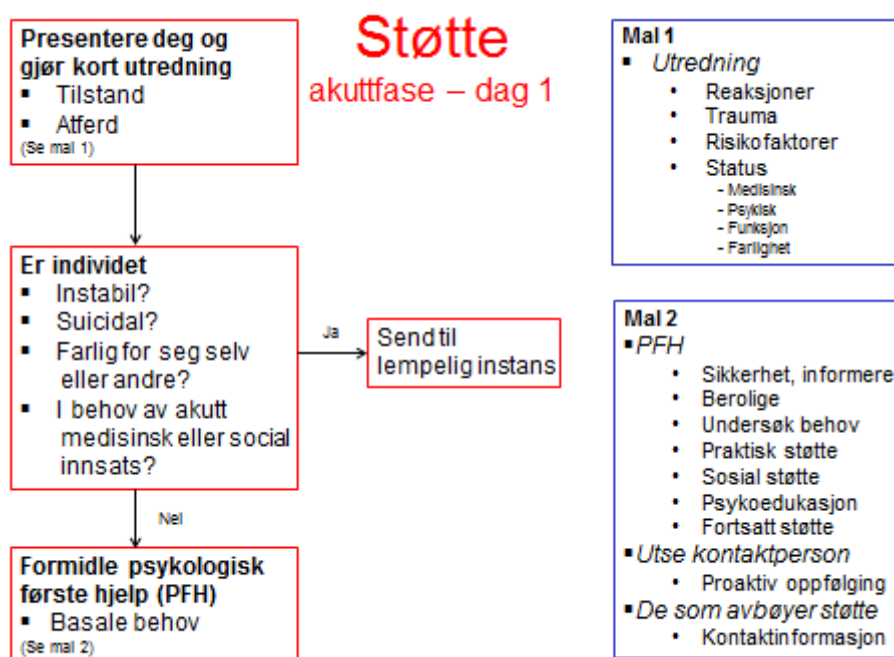 Støtte
akuttfase – dag 1
Presentere deg og
gjør kort utredning
▪ Tilstand
▪ Atferd
(Se mal 1)
Er individet
▪ Instabil?
▪ Suicidal?
▪ Farlig for seg selv
eller andre?
▪ I behov av akutt
medisinsk eller social
innsats?
Ja
Send til
lempelig instans
Nei
Formidle psykologisk
første hjelp (PFH)
▪ Basale behov
(Se mal 2)
Mal 1
▪ Utredning
• Reaksjoner
• Trauma
• Risikofaktorer
• Status
- Medisinsk
- Psykisk
- Funksjon
- Farlighet
Mal 2
▪ PFH
• Sikkerhet, informere
• Berolige
• Undersøk behov
• Praktisk støtte
• Sosial støtte
• Psykoedukasjon
• Fortsatt støtte
▪ Utse kontaktperson
• Proaktiv oppfølging
▪ De som avbøyer støtte
• Kontaktinformasjon